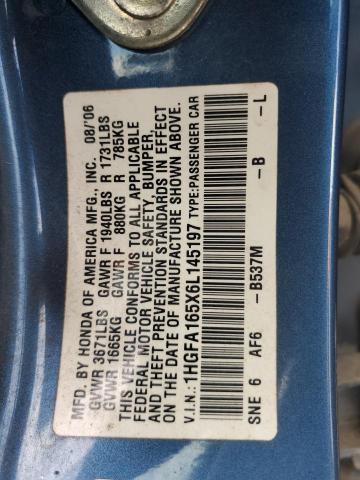 MFD. BY HONDA OF AMERICA MFG., INC. 08/'06
GVWR 3671LBS GAWR F 1940LBS R 1731LBS
GVWR 1665KG GAWR F 880KG R 785KG
THIS VEHICLE CONFORMS TO ALL APPLICABLE
FEDERAL MOTOR VEHICLE SAFETY, BUMPER,
AND THEFT PREVENTION STANDARDS IN EFFECT
ON THE DATE OF MANUFACTURE SHOWN ABOVE.
V.I.N.: 1HGFA165X6L145197 TYPE:PASSENGER CAR
SNE 6 AF6 -B537M -B -L